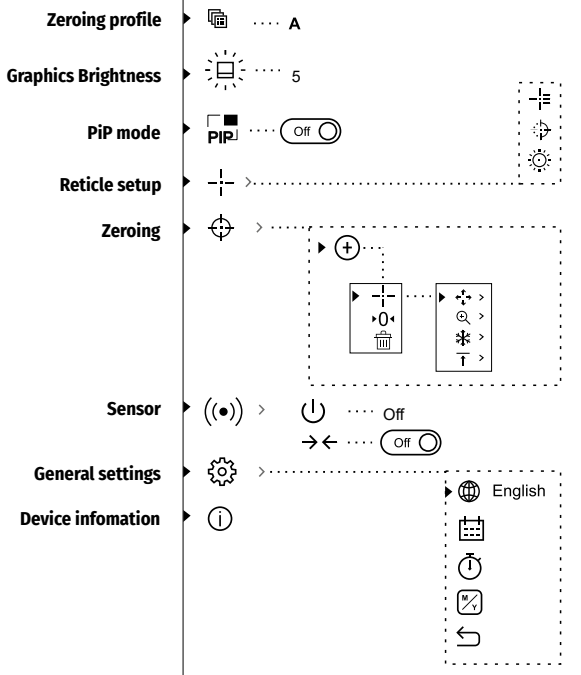 Zeroing profile
A
Graphics Brightness
5
PiP mode
PIP
Off
Reticle setup
Zeroing
0
Sensor
Off
Off
General settings
English
Device infomation
M/Y